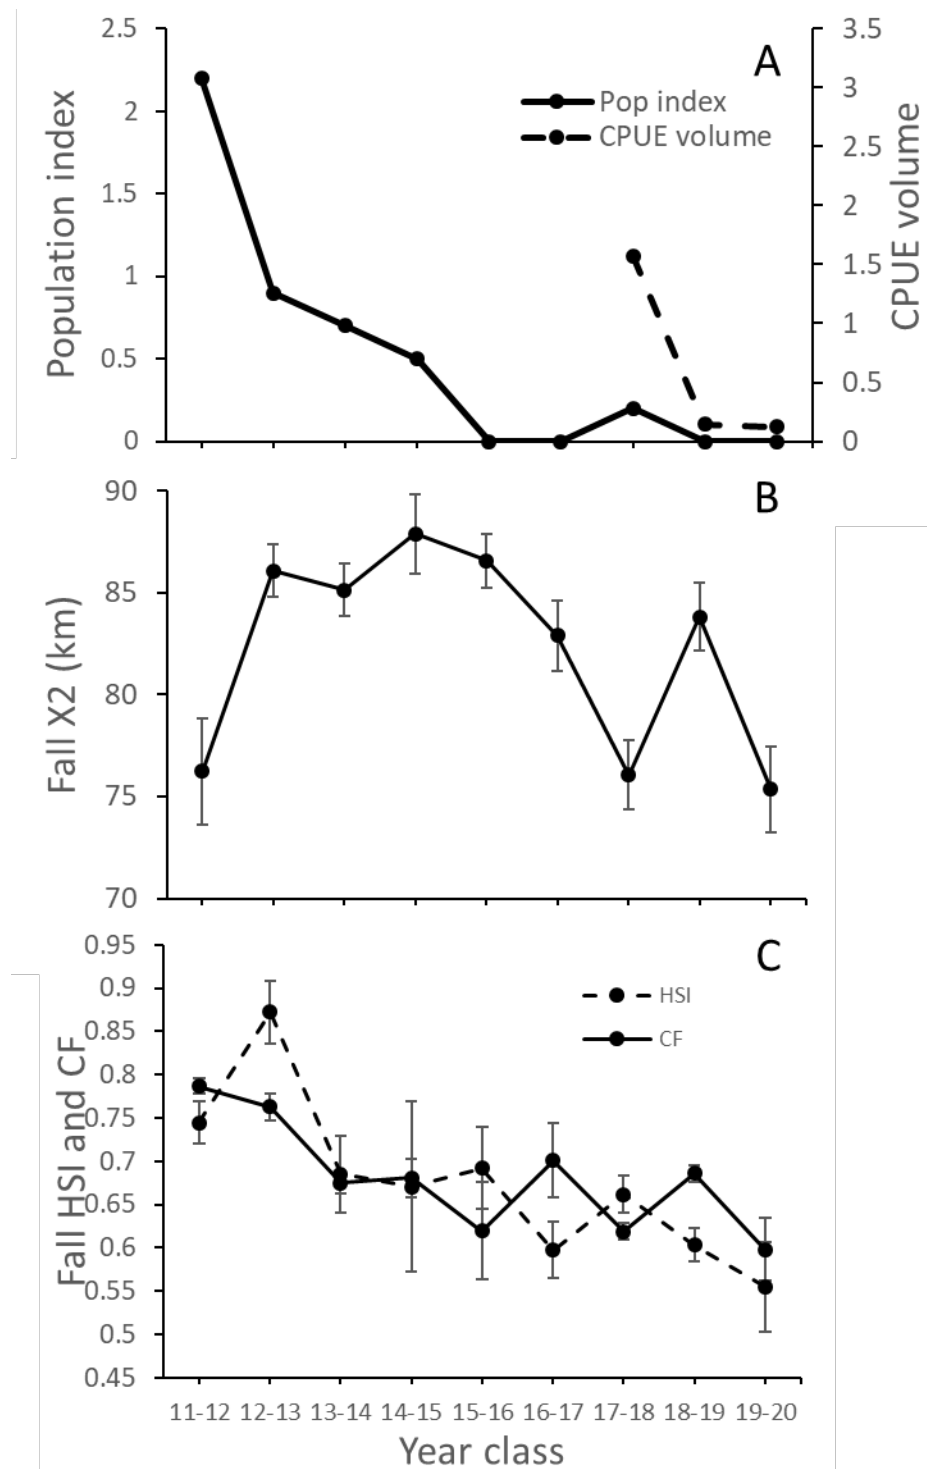 A
Population index
2.5
2
1.5
1
0.5
0
Pop index
CPUE volume
3.5
3
2.5
2
1.5
1
0.5
0
CPUE volume
B
Fall X2 (km)
90
85
80
75
70
C
Fall HSI and CF
0.95
0.9
0.85
0.8
0.75
0.7
0.65
0.6
0.55
0.5
0.45
HSI
CF
11-12 12-13 13-14 14-15 15-16 16-17 17-18 18-19 19-20
Year class